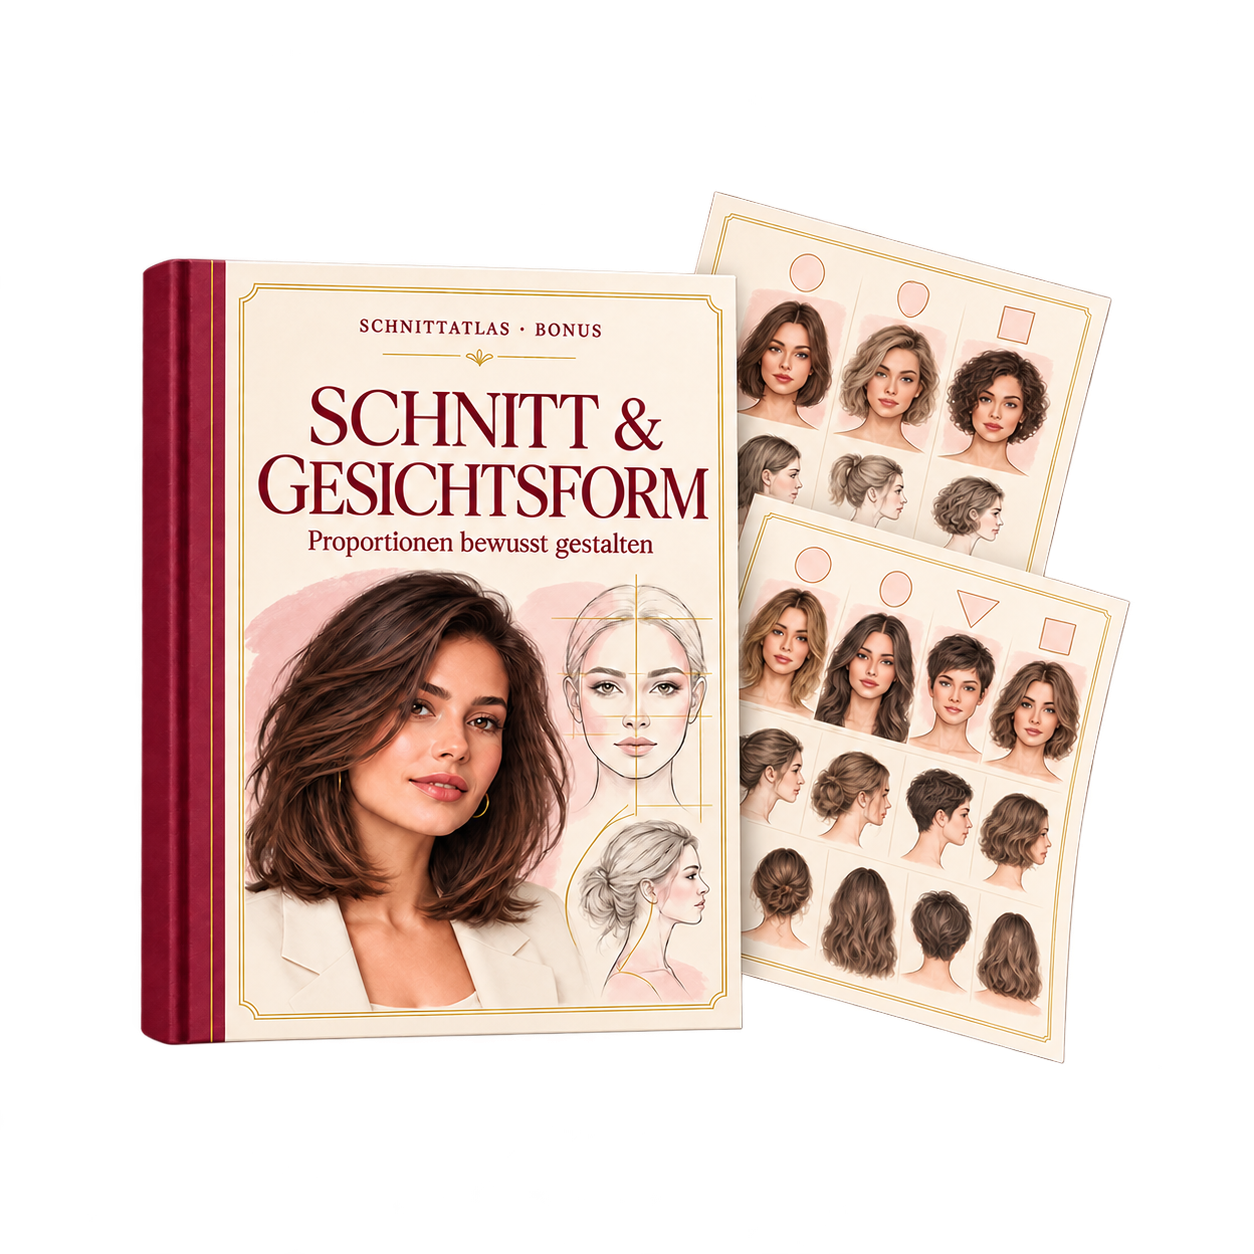 SCHNITTATLAS · BONUS
SCHNITT &
GESICHTSFORM
Proportionen bewusst gestalten